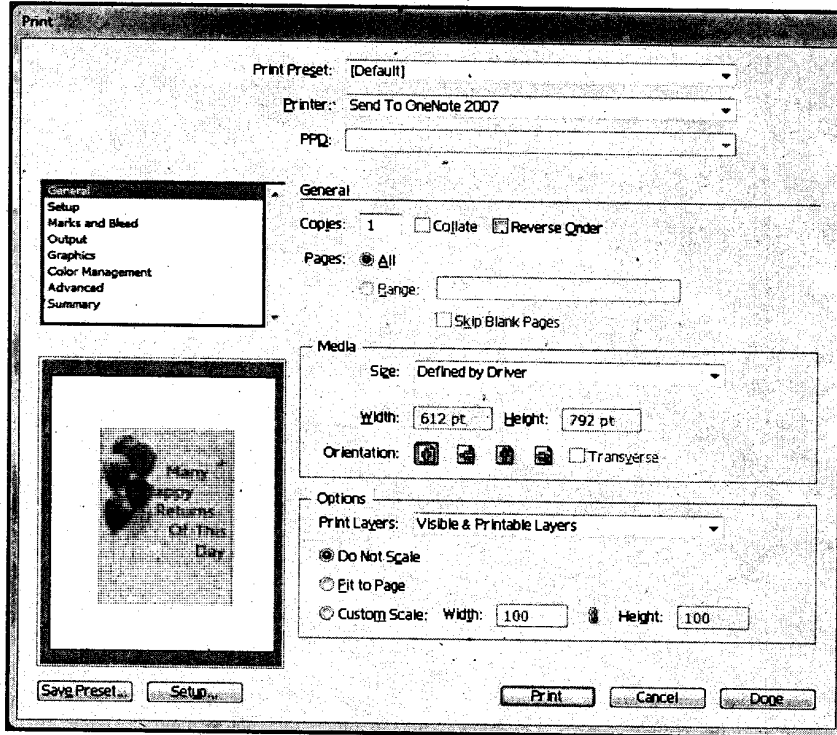 Print
Print Preset: [Default]
Printer: Send To OneNote 2007
PPD:
General
Setup
Marks and Bleed
Output
Graphics
Color Management
Advanced
Summary
General
Copies: 1 Collate Reverse Order
Pages: All
Range:
Skip Blank Pages
Media
Size: Defined by Driver
Width: 612 pt Height: 792 pt
Orientation: Transverse
Options
Print Layers: Visible & Printable Layers
Do Not Scale
Fit to Page
Custom Scale: Width: 100 Height: 100
Many
Happy
Returns
Of This
Day
Save Preset... Setup... Print Cancel Done